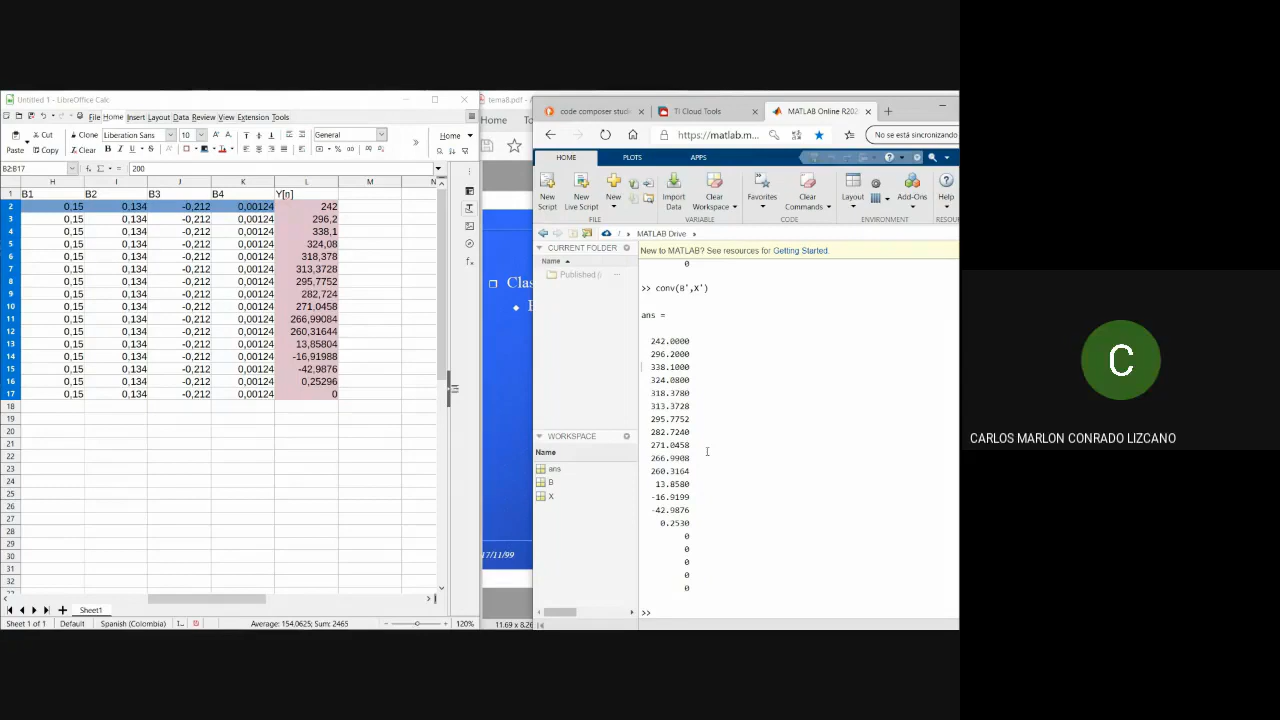 Untitled 1 - LibreOffice Calc
File Home Insert Layout Data Review View Extension Tools
Cut Clone Liberation Sans 10 General Home
Paste Copy
B2:B17 200
H I J K L M N
1 B1 B2 B3 B4 Y[n]
2 0,15 0,134 -0,212 0,00124 242
3 0,15 0,134 -0,212 0,00124 296,2
4 0,15 0,134 -0,212 0,00124 338,1
5 0,15 0,134 -0,212 0,00124 324,08
6 0,15 0,134 -0,212 0,00124 318,378
7 0,15 0,134 -0,212 0,00124 313,3728
8 0,15 0,134 -0,212 0,00124 295,7752
9 0,15 0,134 -0,212 0,00124 282,724
10 0,15 0,134 -0,212 0,00124 271,0458
11 0,15 0,134 -0,212 0,00124 266,99084
12 0,15 0,134 -0,212 0,00124 260,31644
13 0,15 0,134 -0,212 0,00124 13,85804
14 0,15 0,134 -0,212 0,00124 -16,91988
15 0,15 0,134 -0,212 0,00124 -42,9876
16 0,15 0,134 -0,212 0,00124 0,25296
17 0,15 0,134 -0,212 0,00124 0
18
19
20
21
22
23
24
25
26
27
28
29
30
31
32
Sheet1
Sheet 1 of 1 Default Spanish (Colombia) Average: 154,0625; Sum: 2465 120%
tema8.pdf -
Home
Clas
17/11/99
11.69 x 8.26
code composer stud
TI Cloud Tools
MATLAB Online R202
https://matlab.m...
No se está sincronizando
HOME PLOTS APPS
New Script
New Live Script
New
Import Data
Clear Workspace
Favorites
Clear Commands
Layout
Add-Ons
Help
FILE VARIABLE CODE ENVIRONMENT RESOU
/ MATLAB Drive
CURRENT FOLDER
Name
Published (
New to MATLAB? See resources for Getting Started.
0
>> conv(B',X')
ans =
242.0000
296.2000
338.1000
324.0800
318.3780
313.3728
295.7752
282.7240
271.0458
266.9908
260.3164
13.8580
-16.9199
-42.9876
0.2530
0
0
0
0
0
>>
WORKSPACE
Name
ans
B
X
C
CARLOS MARLON CONRADO LIZCANO